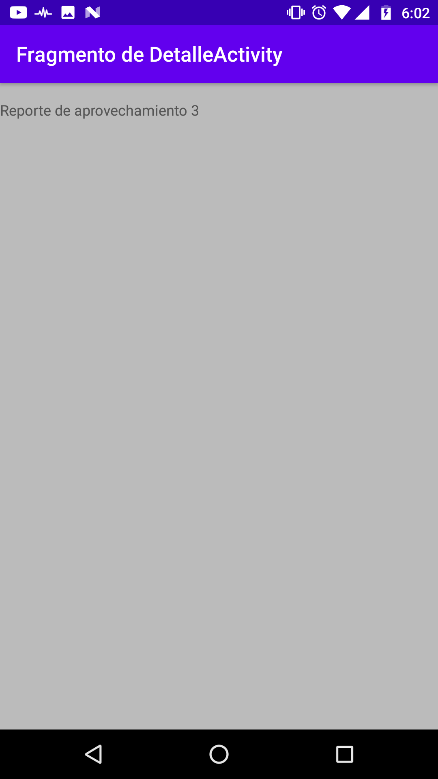 6:02
Fragmento de DetalleActivity
Reporte de aprovechamiento 3